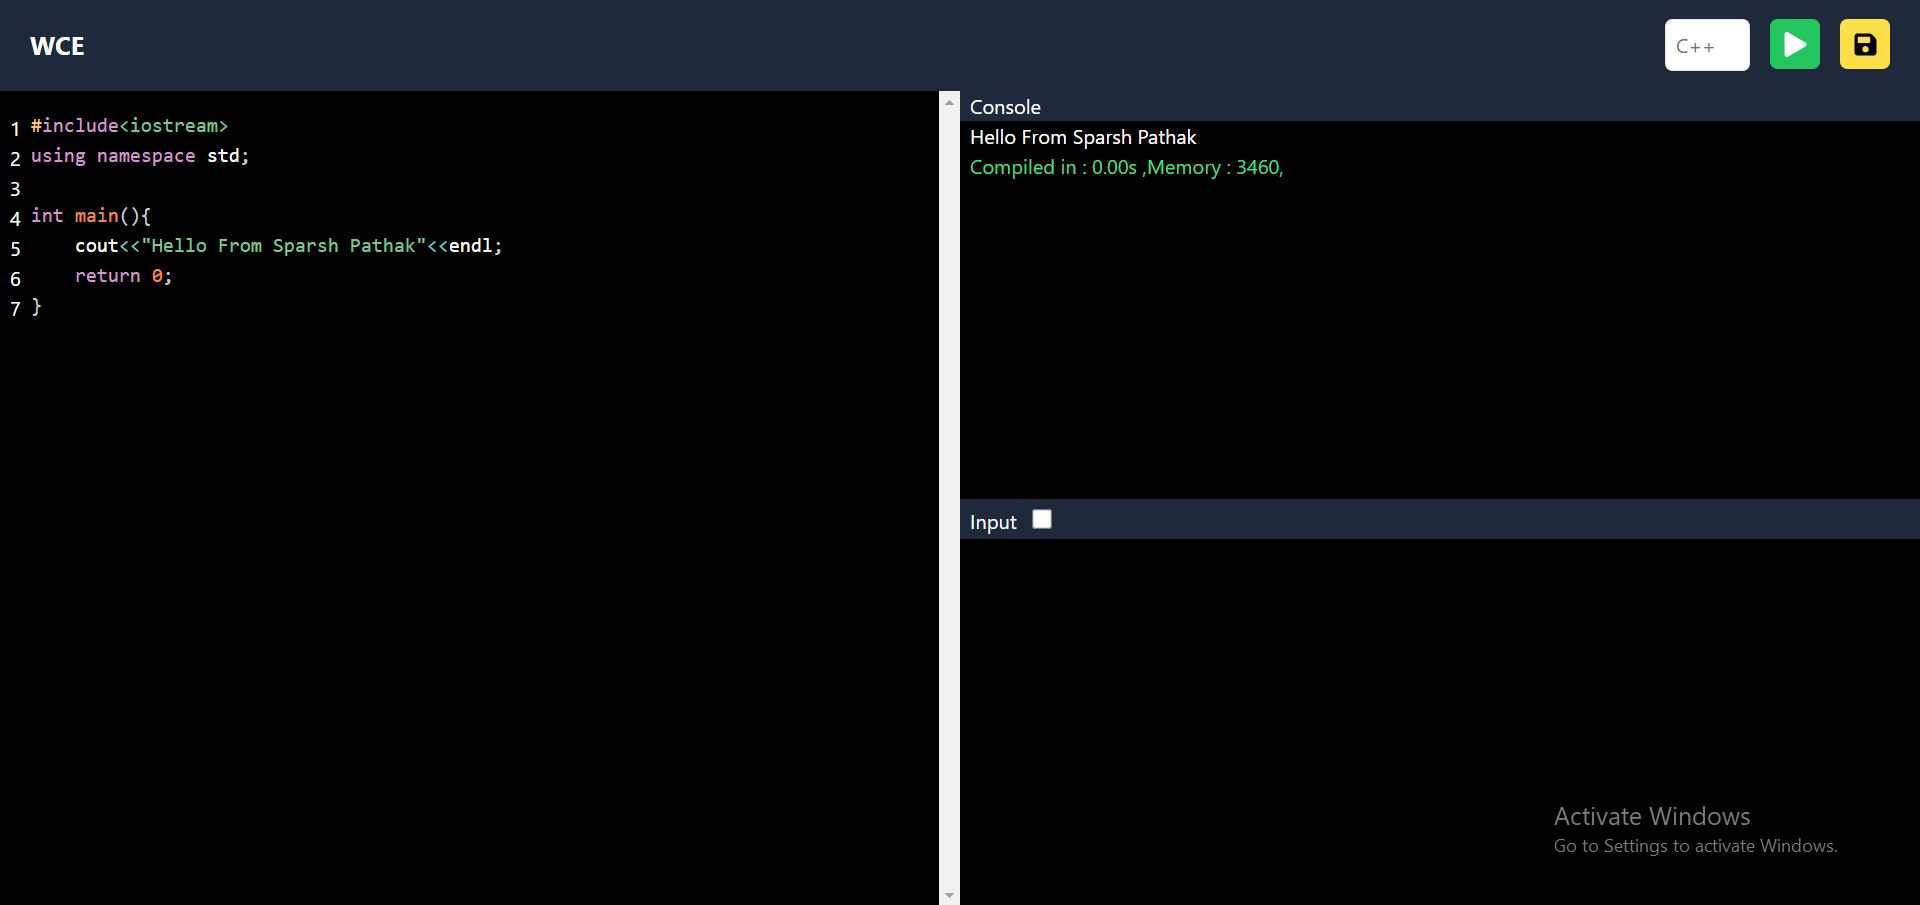 WCE
C++
1 #include<iostream>
2 using namespace std;
3
4 int main(){
5     cout<<"Hello From Sparsh Pathak"<<endl;
6     return 0;
7 }
Console
Hello From Sparsh Pathak
Compiled in : 0.00s ,Memory : 3460,
Input
Activate Windows
Go to Settings to activate Windows.